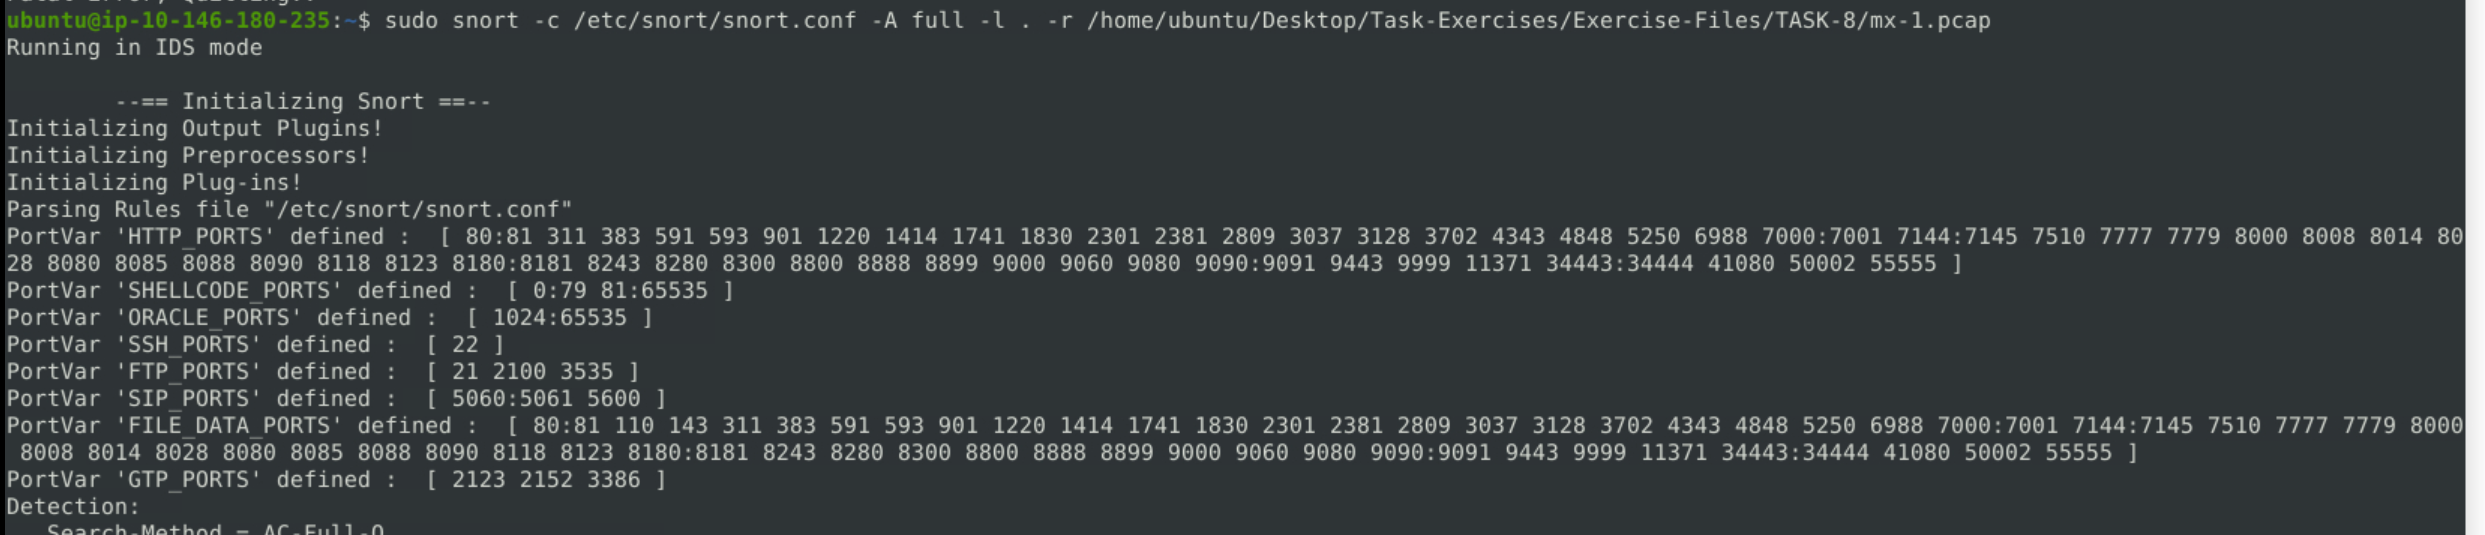 ubuntu@ip-10-146-180-235:~$ sudo snort -c /etc/snort/snort.conf -A full -l . -r /home/ubuntu/Desktop/Task-Exercises/Exercise-Files/TASK-8/mx-1.pcap
Running in IDS mode
--== Initializing Snort ==--
Initializing Output Plugins!
Initializing Preprocessors!
Initializing Plug-ins!
Parsing Rules file "/etc/snort/snort.conf"
PortVar 'HTTP_PORTS' defined :  [ 80:81 311 383 591 593 901 1220 1414 1741 1830 2301 2381 2809 3037 3128 3702 4343 4848 5250 6988 7000:7001 7144:7145 7510 7777 7779 8000 8008 8014 80
28 8080 8085 8088 8090 8118 8123 8180:8181 8243 8280 8300 8800 8888 8899 9000 9060 9080 9090:9091 9443 9999 11371 34443:34444 41080 50002 55555 ]
PortVar 'SHELLCODE_PORTS' defined :  [ 0:79 81:65535 ]
PortVar 'ORACLE_PORTS' defined :  [ 1024:65535 ]
PortVar 'SSH_PORTS' defined :  [ 22 ]
PortVar 'FTP_PORTS' defined :  [ 21 2100 3535 ]
PortVar 'SIP_PORTS' defined :  [ 5060:5061 5600 ]
PortVar 'FILE_DATA_PORTS' defined :  [ 80:81 110 143 311 383 591 593 901 1220 1414 1741 1830 2301 2381 2809 3037 3128 3702 4343 4848 5250 6988 7000:7001 7144:7145 7510 7777 7779 8000
8008 8014 8028 8080 8085 8088 8090 8118 8123 8180:8181 8243 8280 8300 8800 8888 8899 9000 9060 9080 9090:9091 9443 9999 11371 34443:34444 41080 50002 55555 ]
PortVar 'GTP_PORTS' defined :  [ 2123 2152 3386 ]
Detection:
Search-Method = AC-Full-Q